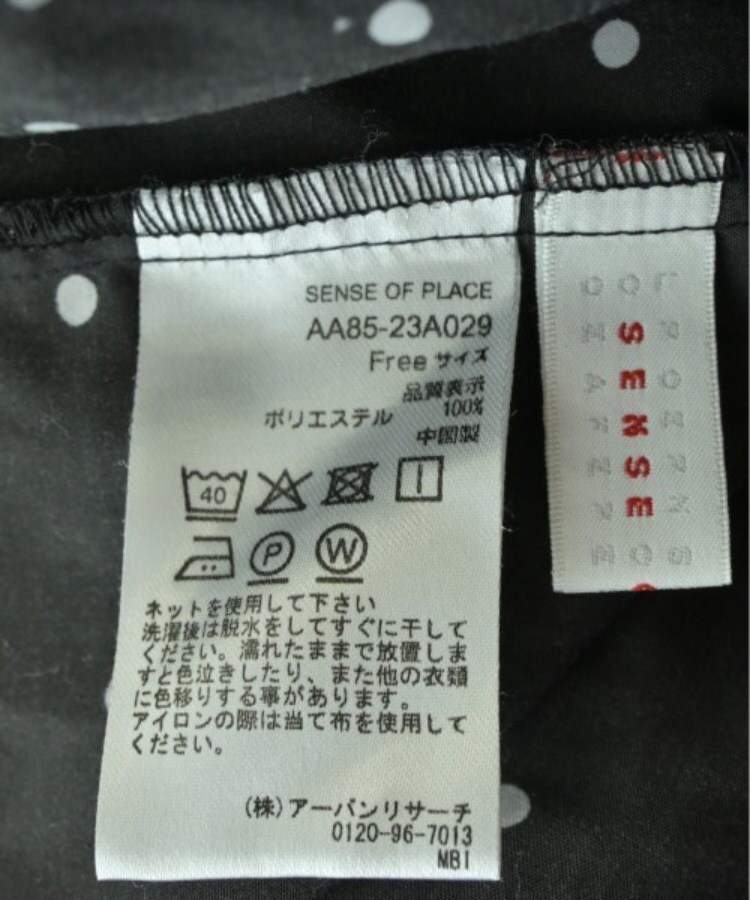 SENSE OF PLACE
AA85-23A029
Free サイズ
品質表示
ポリエステル 100%
中国製
40
P W
ネットを使用して下さい
洗濯後は脱水をしてすぐに干して
ください。濡れたままで放置しま
すと色泣きしたり、また他の衣類
に色移りする事があります。
アイロンの際は当て布を使用して
ください。
(株)アーバンリサーチ
0120-96-7013
MBI
SENSE